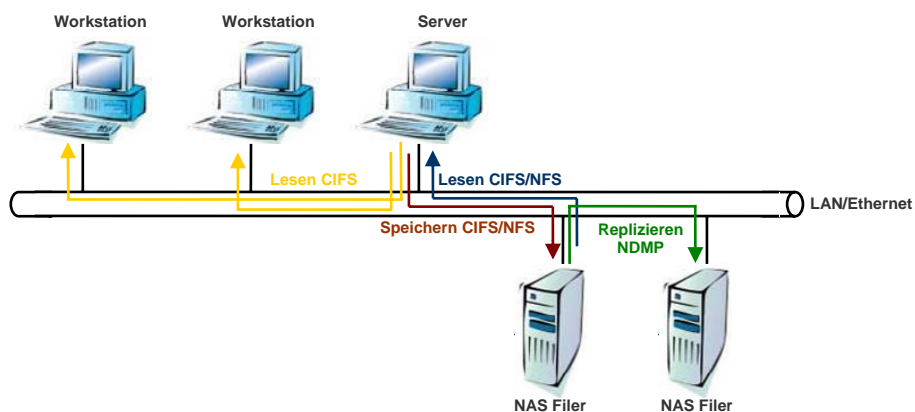 Workstation
Workstation
Server
Lesen CIFS
Lesen CIFS/NFS
LAN/Ethernet
Speichern CIFS/NFS
Replizieren
NDMP
NAS Filer
NAS Filer